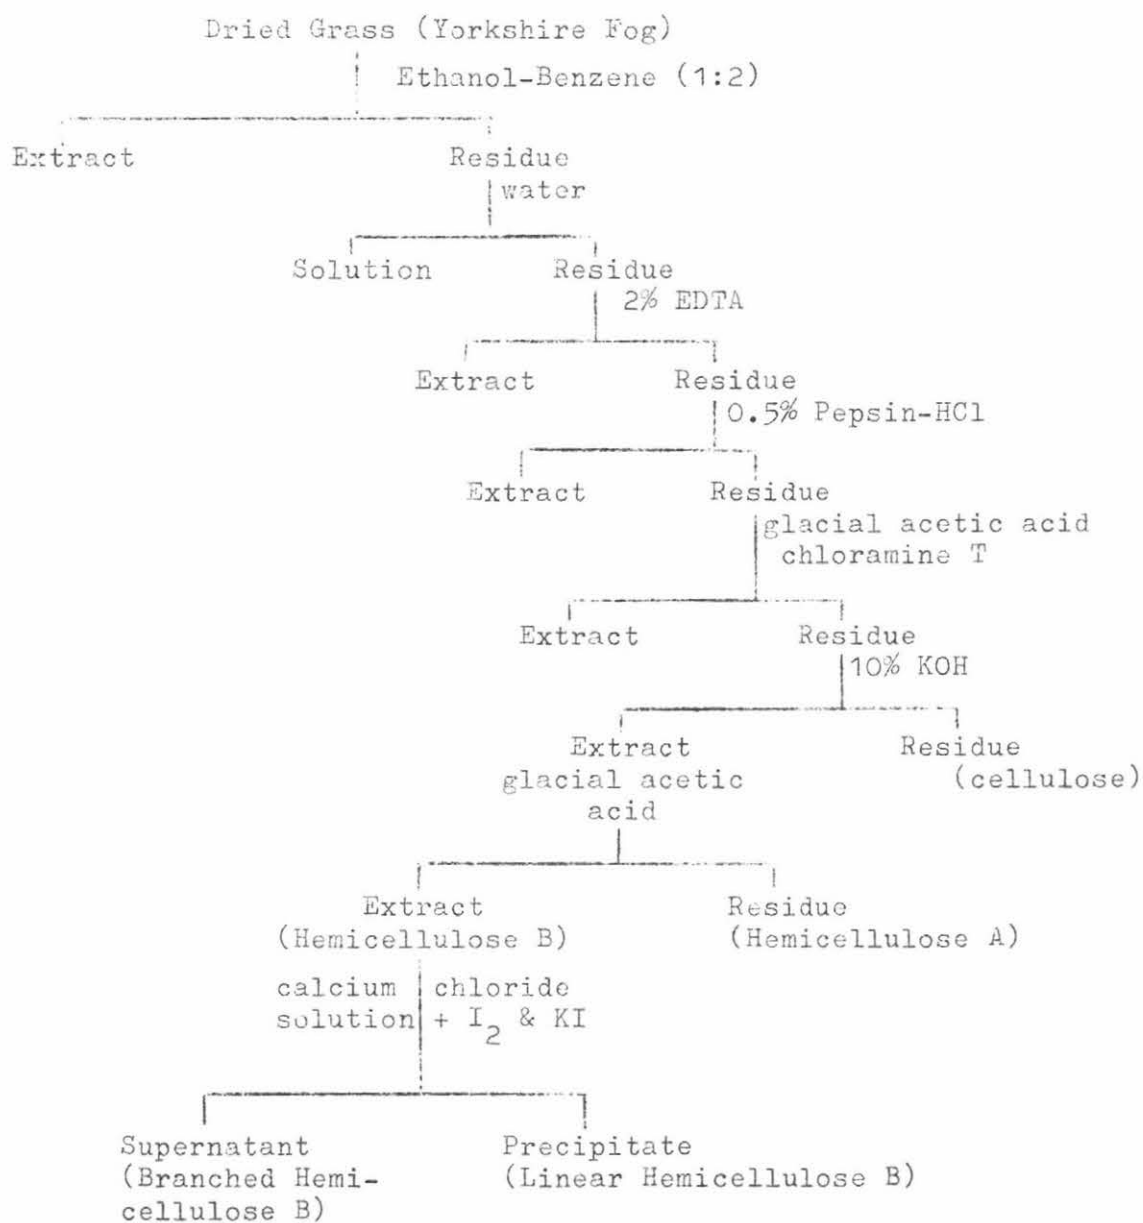 Dried Grass (Yorkshire Fog)
Ethanol-Benzene (1:2)
Extract Residue
water
Solution Residue
2% EDTA
Extract Residue
0.5% Pepsin-HCl
Extract Residue
glacial acetic acid
chloramine T
Extract Residue
10% KOH
Extract Residue
glacial acetic (cellulose)
acid
Extract Residue
(Hemicellulose B) (Hemicellulose A)
calcium chloride
solution + I2 & KI
Supernatant Precipitate
(Branched Hemi- (Linear Hemicellulose B)
cellulose B)